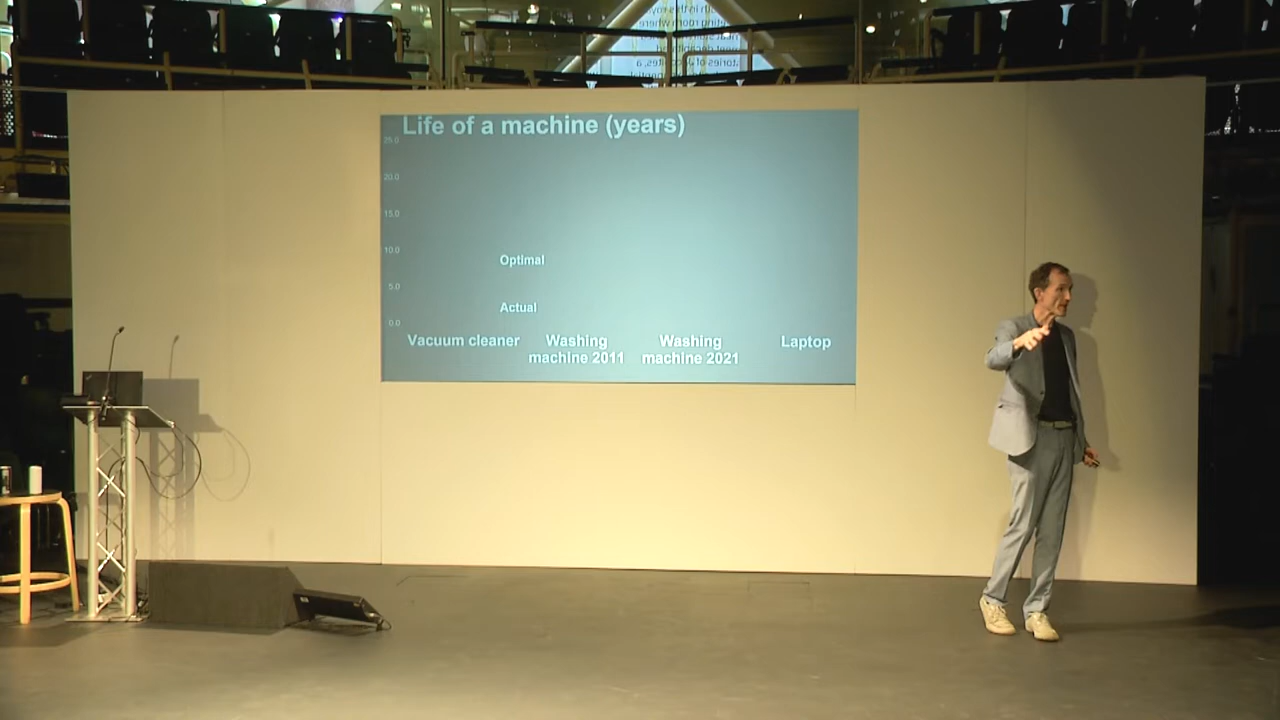 Life of a machine (years)
25.0
20.0
15.0
10.0
Optimal
5.0
Actual
0.0
Vacuum cleaner
Washing
machine 2011
Washing
machine 2021
Laptop